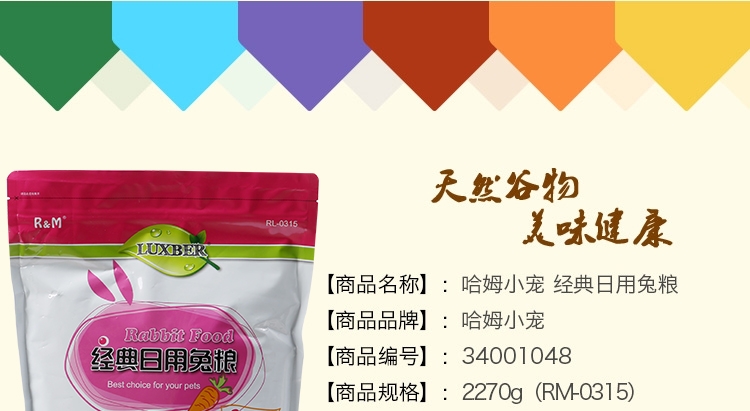 天然谷物
美味健康
R&M®
RL-0315
LUXBER
Rabbit Food
经典日用兔粮
Best choice for your pets
【商品名称】：哈姆小宠 经典日用兔粮
【商品品牌】：哈姆小宠
【商品编号】：34001048
【商品规格】：2270g（RM-0315）